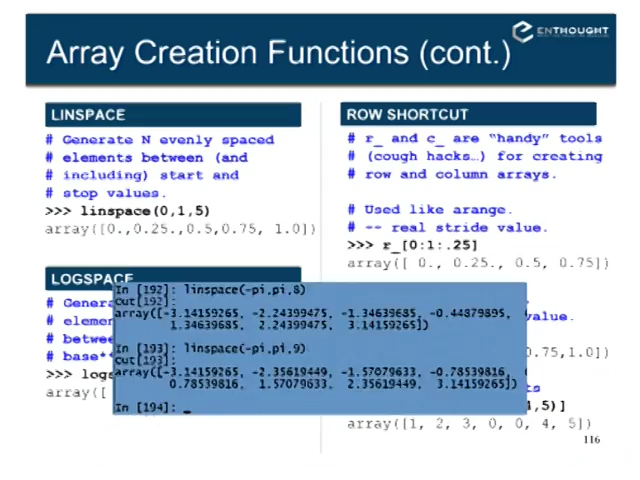 ENTHOUGHT
Array Creation Functions (cont.)
LINSPACE
# Generate N evenly spaced
# elements between (and
# including) start and
# stop values.
>>> linspace(0,1,5)
array([0.,0.25.,0.5,0.75, 1.0])
LOGSPACE
# Genera
# elemen
# betwee
# base**
>>> logs
array([
ROW SHORTCUT
# r_ and c_ are "handy" tools
# (cough hacks…) for creating
# row and column arrays.
# Used like arange.
# -- real stride value.
>>> r_[0:1:.25]
array([ 0., 0.25., 0.5, 0.75])
value.
0.75,1.0])
ts
4,5)]
array([1, 2, 3, 0, 0, 4, 5])
In [192]: linspace(-pi,pi,8)
Out[192]:
array([-3.14159265, -2.24399475, -1.34639685, -0.44879895,
1.34639685, 2.24399475, 3.14159265])
In [193]: linspace(-pi,pi,9)
Out[193]:
array([-3.14159265, -2.35619449, -1.57079633, -0.78539816,
0.78539816, 1.57079633, 2.35619449, 3.14159265])
In [194]: _
116